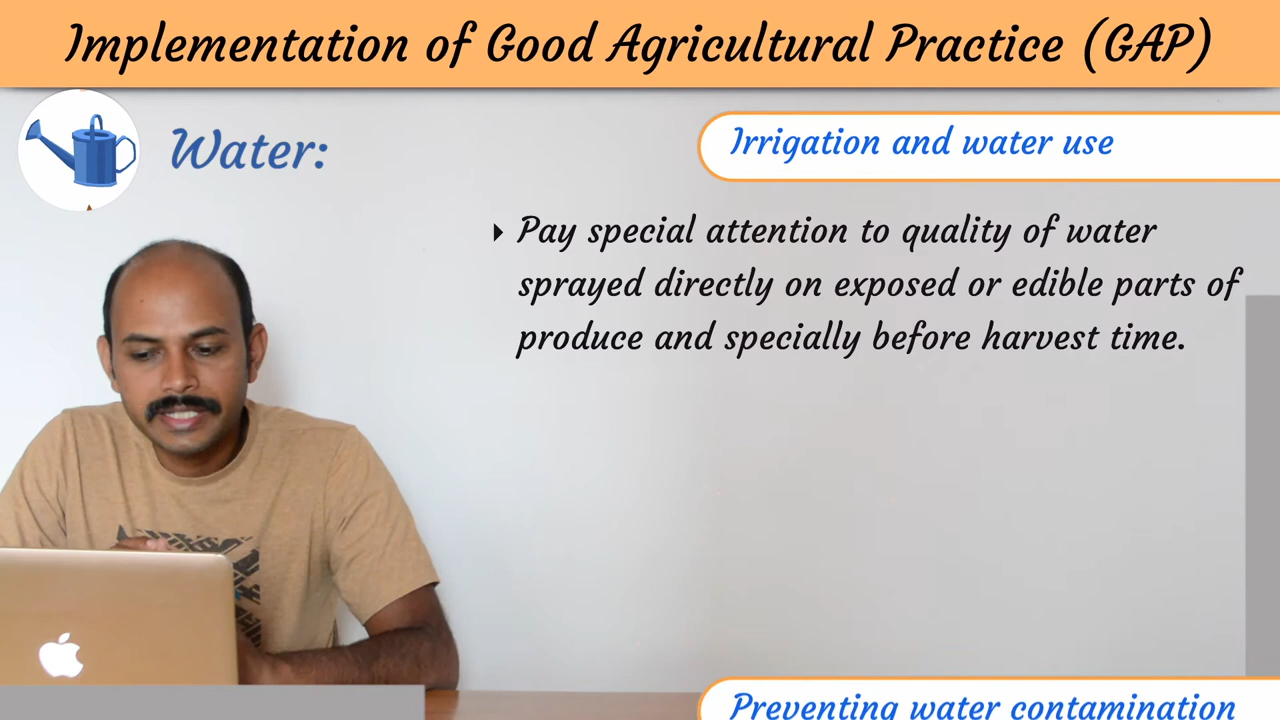 Implementation of Good Agricultural Practice (GAP)
Water:
Irrigation and water use
Pay special attention to quality of water
sprayed directly on exposed or edible parts of
produce and specially before harvest time.
Preventing water contamination